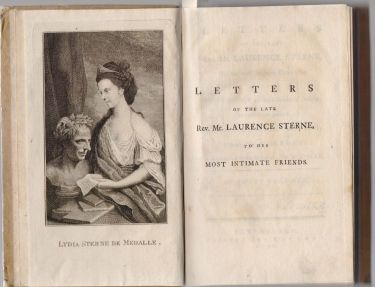 LYDIA STERNE DE MEDALLE.
LETTERS
OF THE LATE
Rev. Mr. LAURENCE STERNE,
TO HIS
MOST INTIMATE FRIENDS.